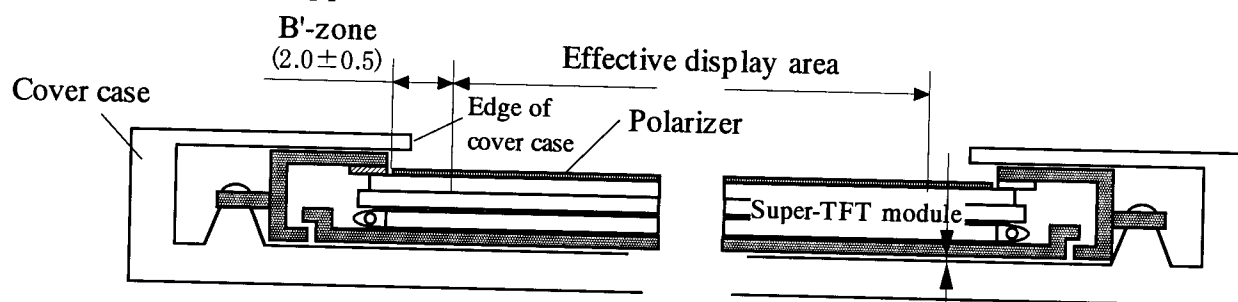 B'-zone
(2.0±0.5)
Effective display area
Cover case
Edge of
cover case
Polarizer
Super-TFT module